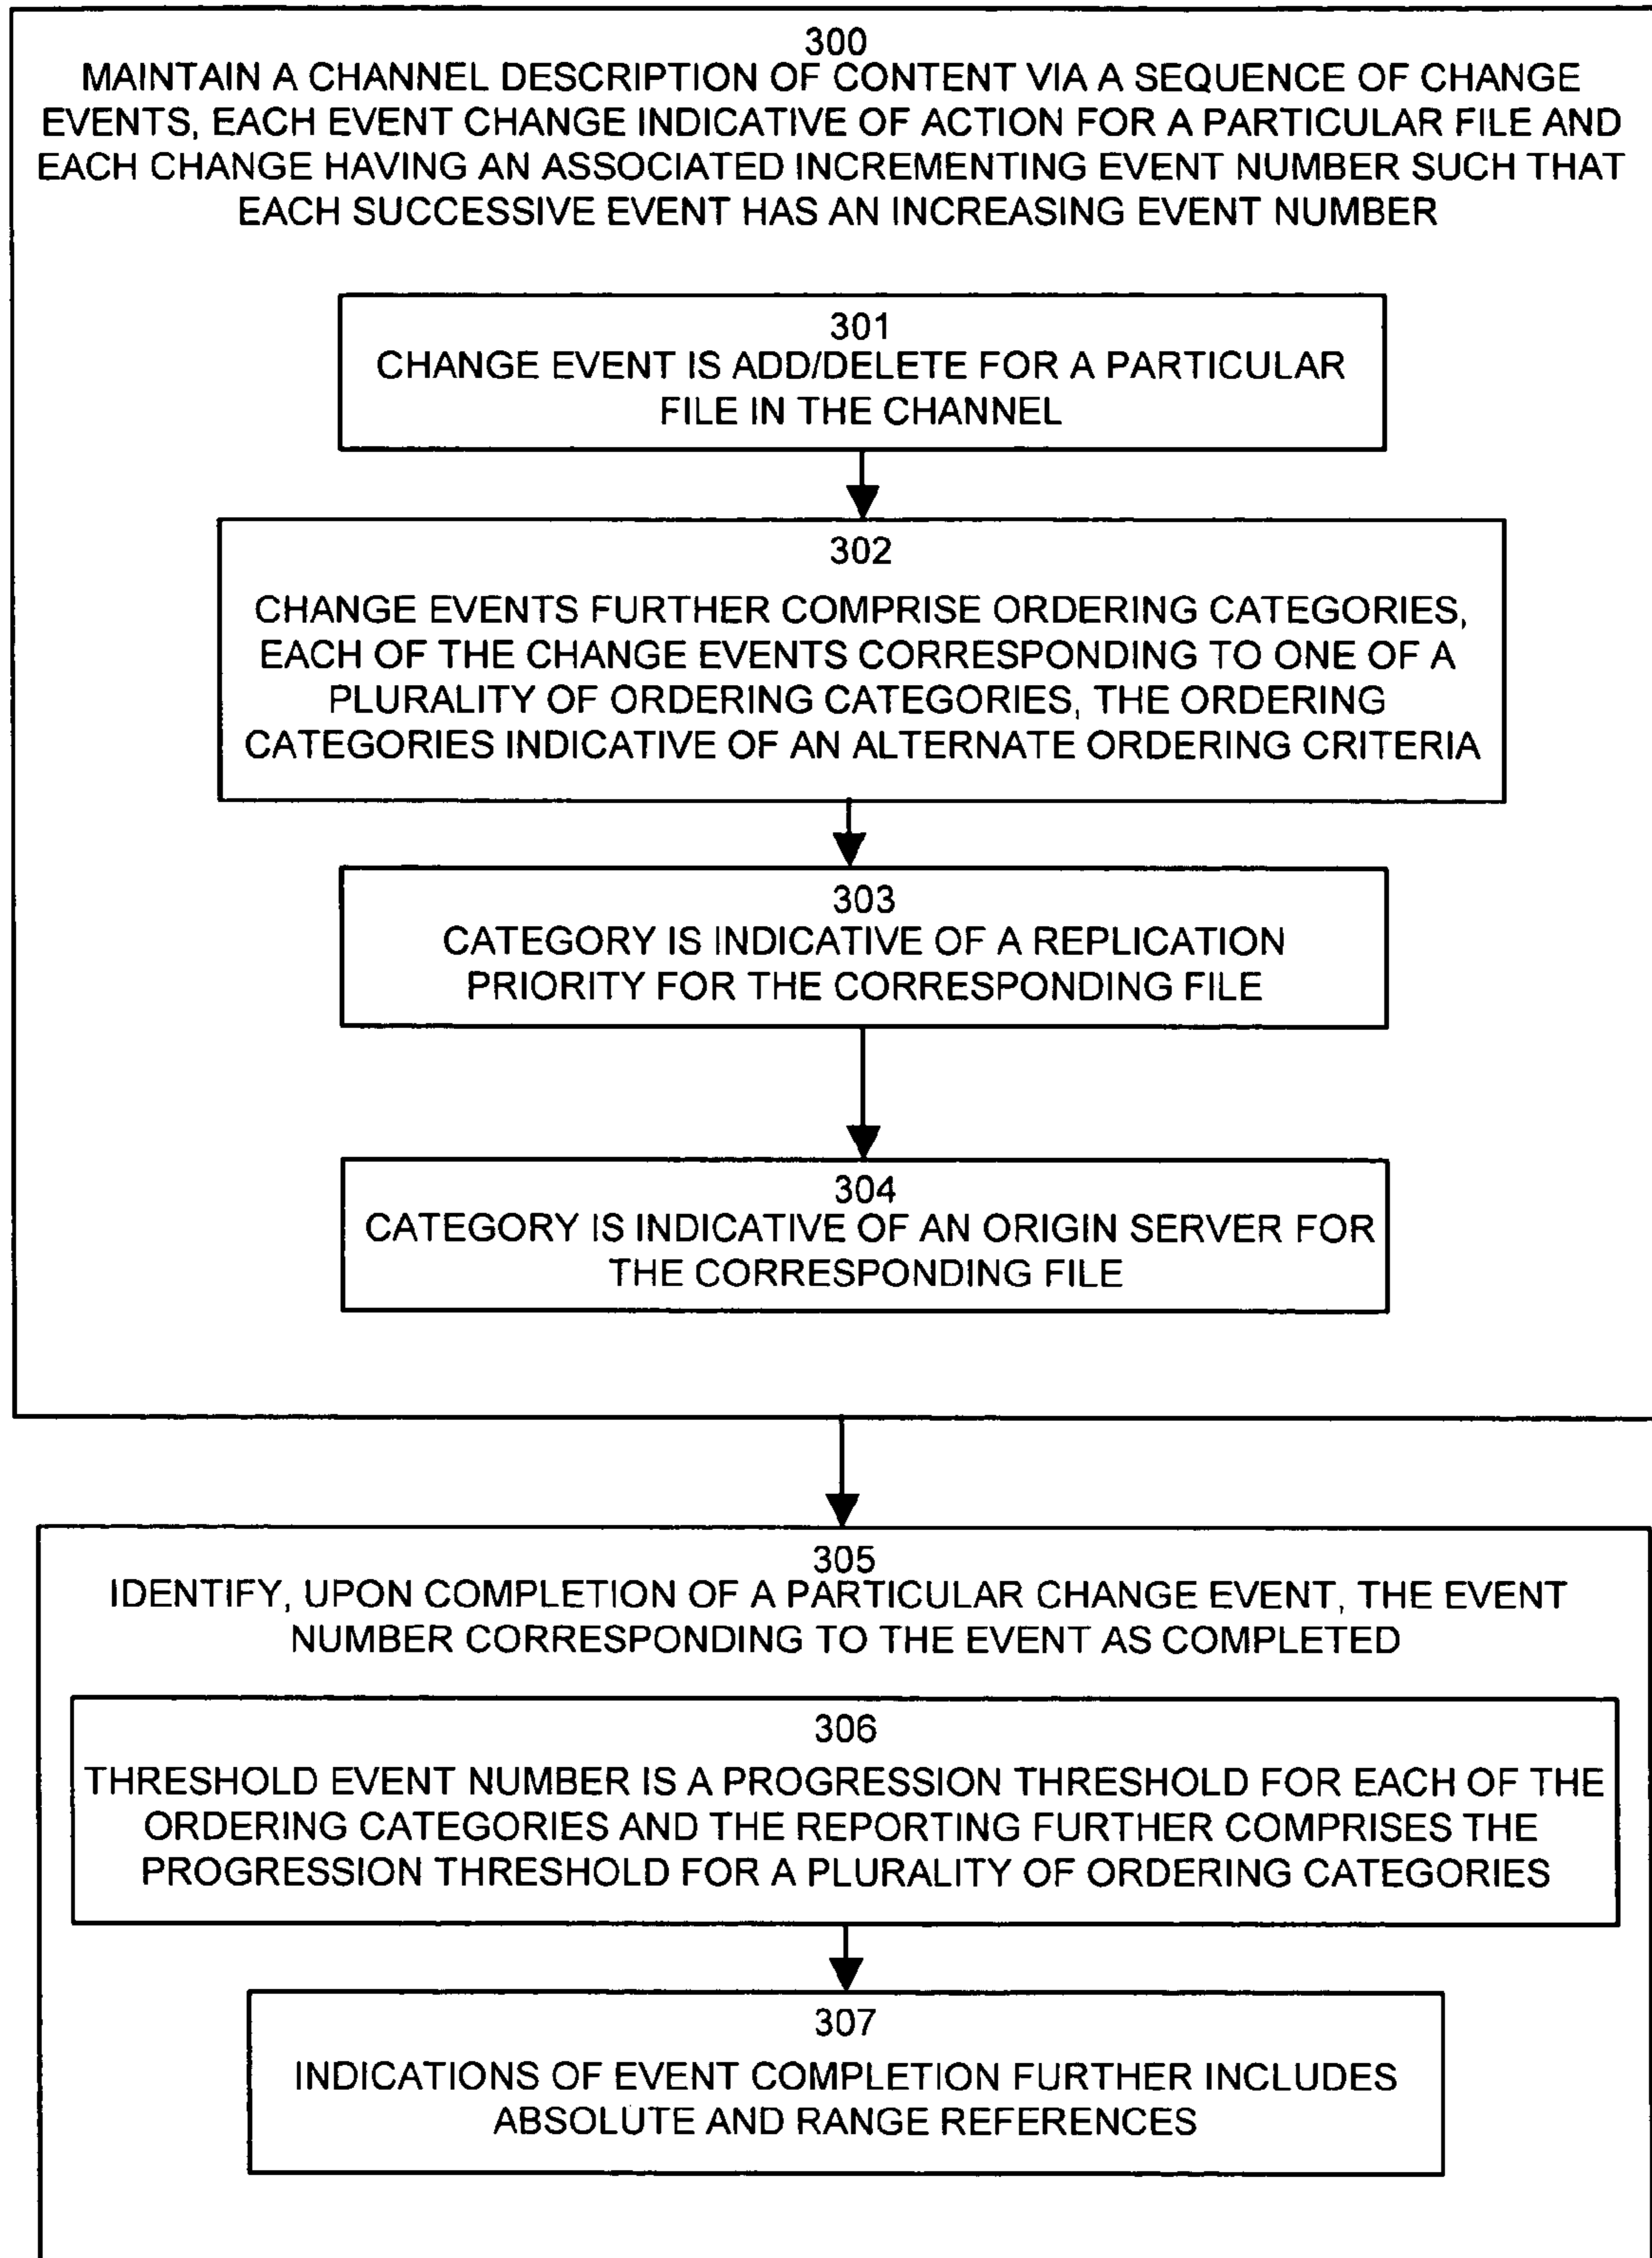 300
MAINTAIN A CHANNEL DESCRIPTION OF CONTENT VIA A SEQUENCE OF CHANGE
EVENTS, EACH EVENT CHANGE INDICATIVE OF ACTION FOR A PARTICULAR FILE AND
EACH CHANGE HAVING AN ASSOCIATED INCREMENTING EVENT NUMBER SUCH THAT
EACH SUCCESSIVE EVENT HAS AN INCREASING EVENT NUMBER
301
CHANGE EVENT IS ADD/DELETE FOR A PARTICULAR
FILE IN THE CHANNEL
302
CHANGE EVENTS FURTHER COMPRISE ORDERING CATEGORIES,
EACH OF THE CHANGE EVENTS CORRESPONDING TO ONE OF A
PLURALITY OF ORDERING CATEGORIES, THE ORDERING
CATEGORIES INDICATIVE OF AN ALTERNATE ORDERING CRITERIA
303
CATEGORY IS INDICATIVE OF A REPLICATION
PRIORITY FOR THE CORRESPONDING FILE
304
CATEGORY IS INDICATIVE OF AN ORIGIN SERVER FOR
THE CORRESPONDING FILE
305
IDENTIFY, UPON COMPLETION OF A PARTICULAR CHANGE EVENT, THE EVENT
NUMBER CORRESPONDING TO THE EVENT AS COMPLETED
306
THRESHOLD EVENT NUMBER IS A PROGRESSION THRESHOLD FOR EACH OF THE
ORDERING CATEGORIES AND THE REPORTING FURTHER COMPRISES THE
PROGRESSION THRESHOLD FOR A PLURALITY OF ORDERING CATEGORIES
307
INDICATIONS OF EVENT COMPLETION FURTHER INCLUDES
ABSOLUTE AND RANGE REFERENCES